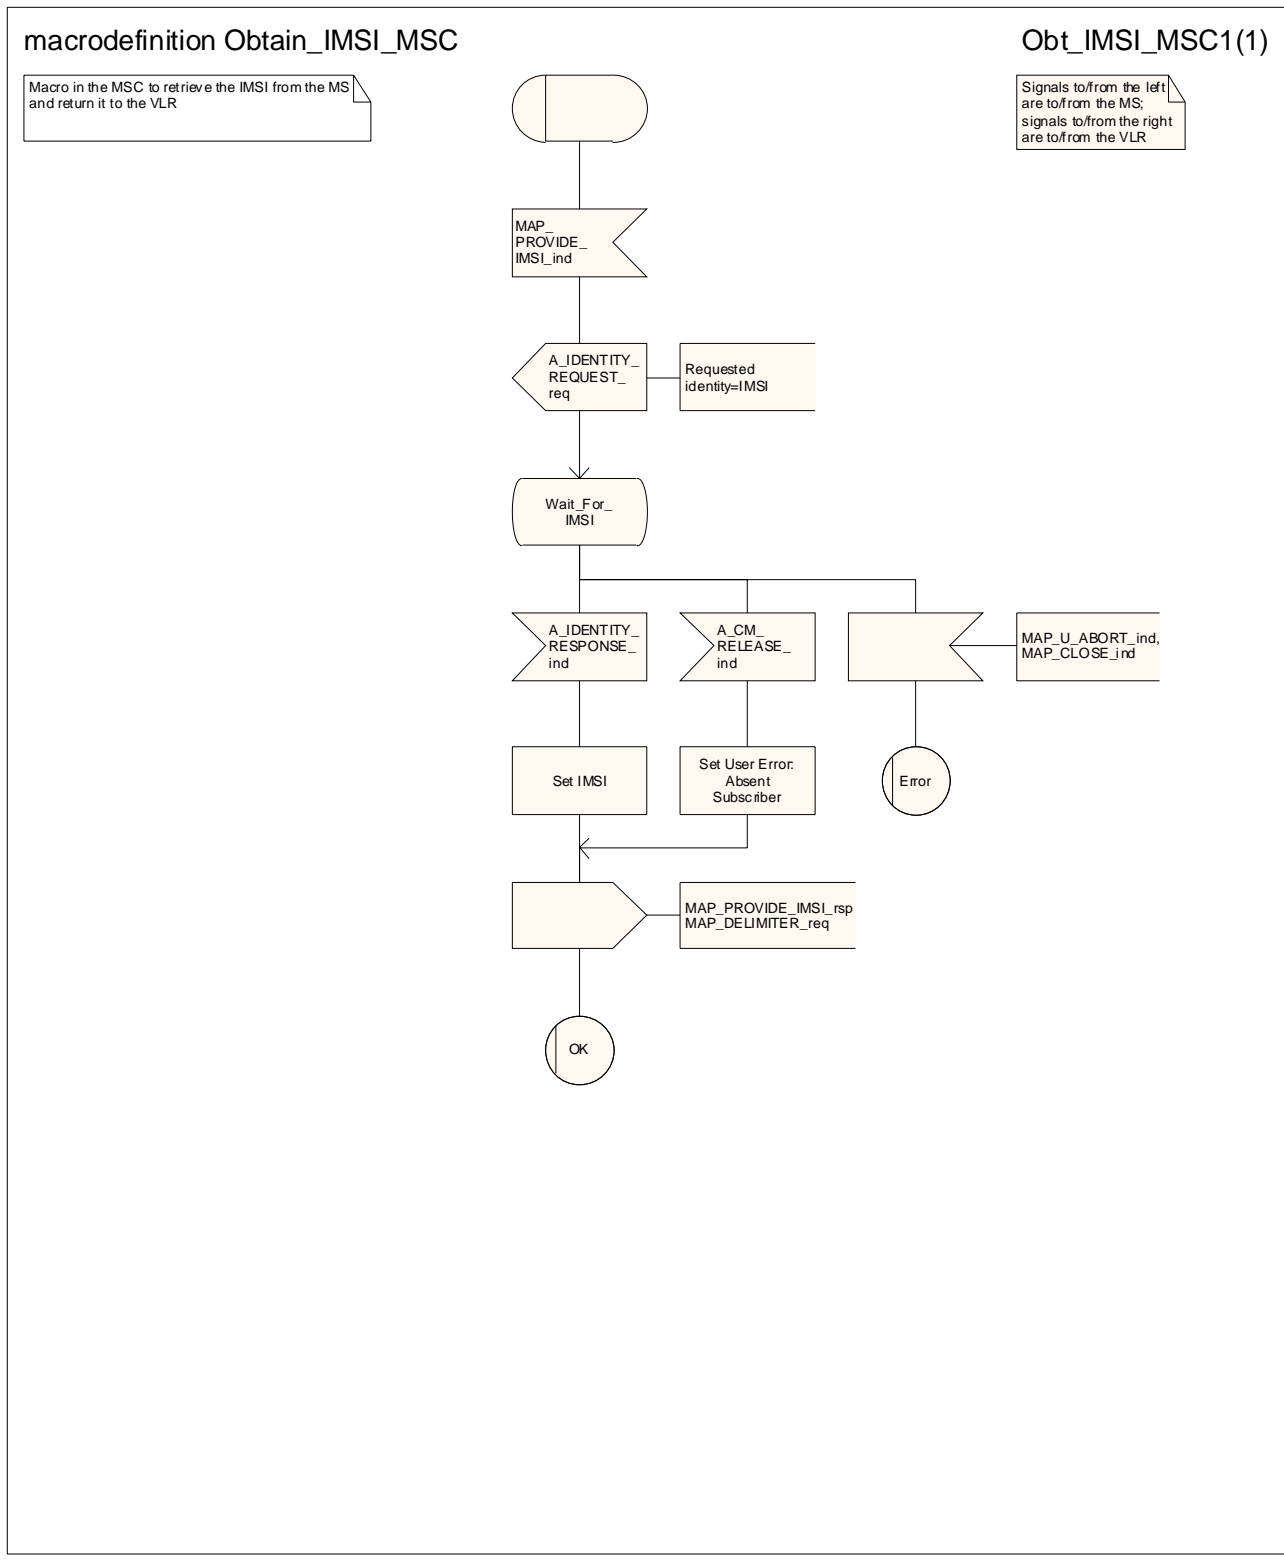 macrodefinition Obtain_IMSI_MSC
Obt_IMSI_MSC1(1)
Macro in the MSC to retrieve the IMSI from the MS
and return it to the VLR
Signals to/from the left
are to/from the MS;
signals to/from the right
are to/from the VLR
MAP_
PROVIDE_
IMSI_ind
A_IDENTITY_
REQUEST_
req
Requested
identity=IMSI
Wait_For_
IMSI
A_IDENTITY_
RESPONSE_
ind
A_CM_
RELEASE_
ind
MAP_U_ABORT_ind,
MAP_CLOSE_ind
Set IMSI
Set User Error:
Absent
Subscriber
Error
MAP_PROVIDE_IMSI_rsp
MAP_DELIMITER_req
OK